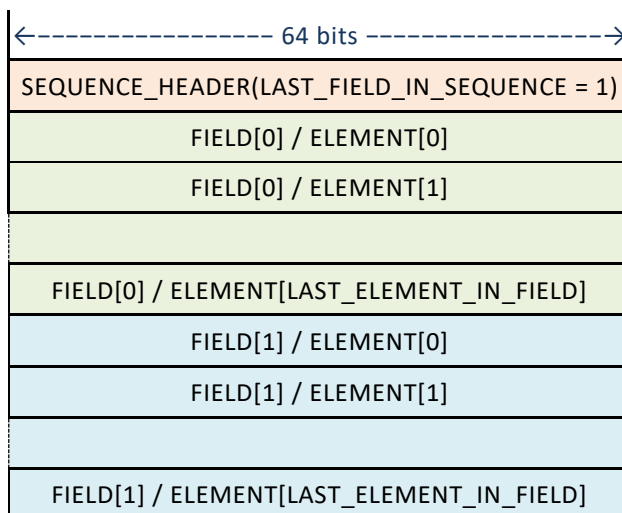 64 bits
SEQUENCE_HEADER(LAST_FIELD_IN_SEQUENCE = 1)
FIELD[0] / ELEMENT[0]
FIELD[0] / ELEMENT[1]
FIELD[0] / ELEMENT[LAST_ELEMENT_IN_FIELD]
FIELD[1] / ELEMENT[0]
FIELD[1] / ELEMENT[1]
FIELD[1] / ELEMENT[LAST_ELEMENT_IN_FIELD]